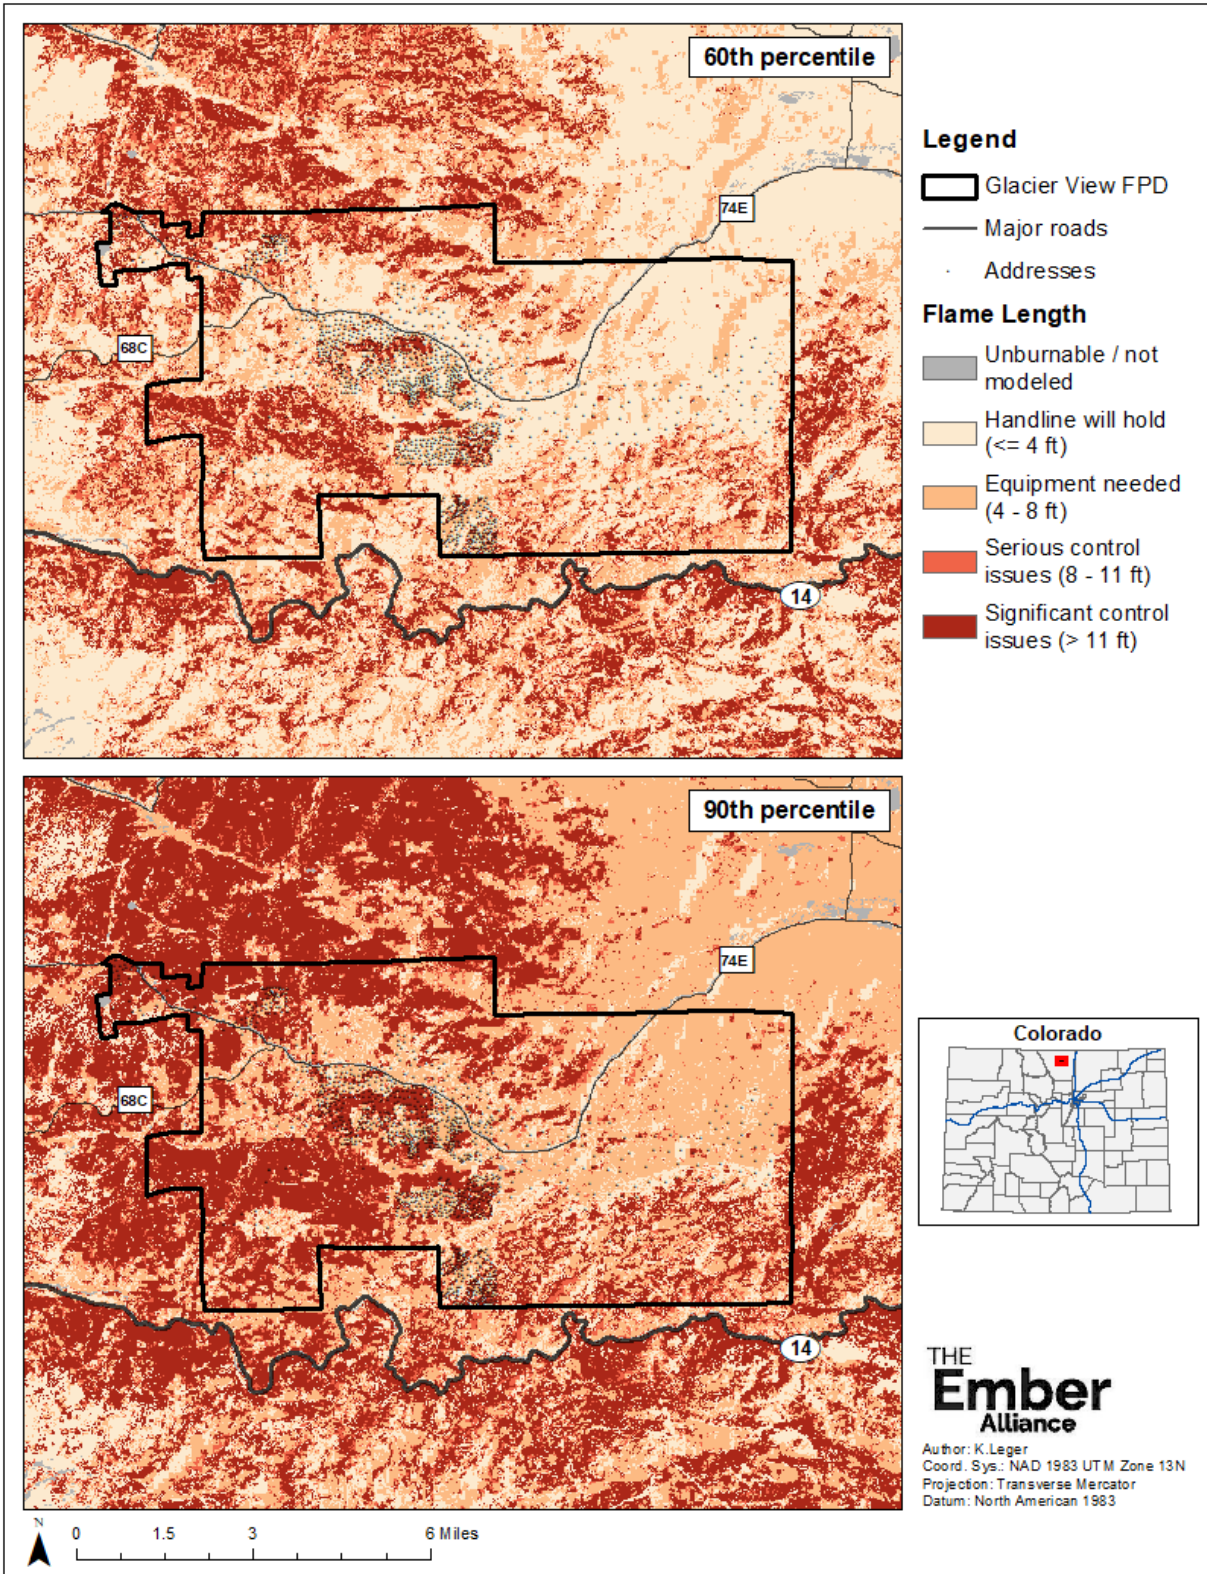 60th percentile
74E
68C
14
Legend
Glacier View FPD
Major roads
Addresses
Flame Length
Unburnable / not
modeled
Handline will hold
(<= 4 ft)
Equipment needed
(4 - 8 ft)
Serious control
issues (8 - 11 ft)
Significant control
issues (> 11 ft)
90th percentile
74E
68C
14
Colorado
THE
Ember
Alliance
Author: K.Leger
Coord. Sys.: NAD 1983 UTM Zone 13N
Projection: Transverse Mercator
Datum: North American 1983
N
0 1.5 3 6 Miles